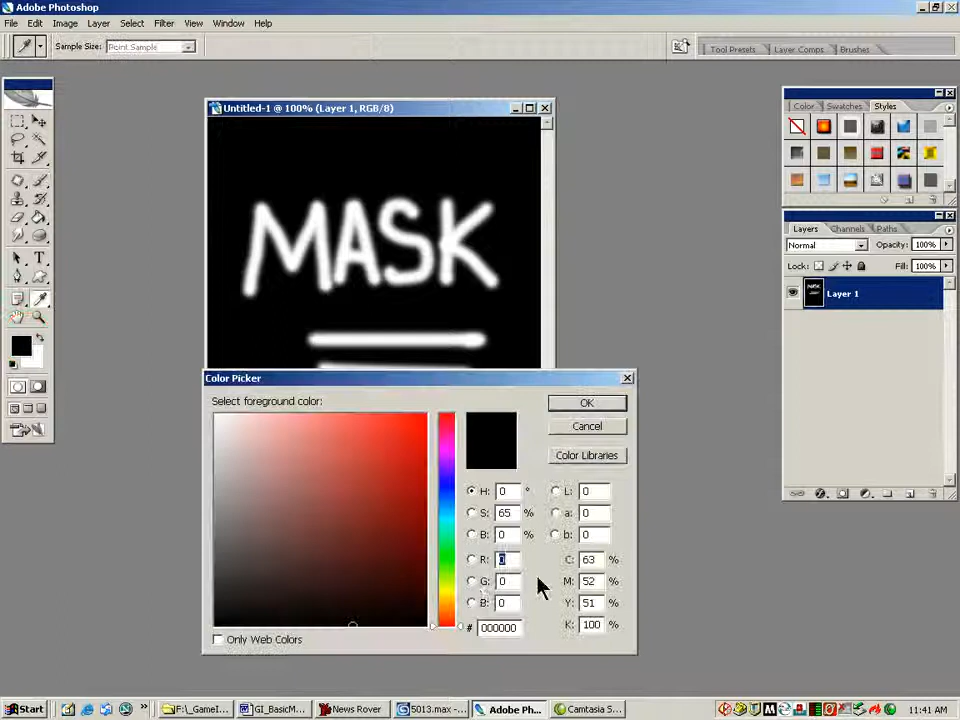 Adobe Photoshop
File Edit Image Layer Select Filter View Window Help
Sample Size: Point Sample
Tool Presets Layer Comps Brushes
Untitled-1 @ 100% (Layer 1, RGB/8)
Color Swatches Styles
MASK
Layers Channels Paths
Normal Opacity: 100%
Lock: Fill: 100%
Layer 1
Color Picker
Select foreground color:
OK
Cancel
Color Libraries
H: 0 ° L: 0
S: 65 % a: 0
B: 0 % b: 0
R: 0 C: 63 %
G: 0 M: 52 %
B: 0 Y: 51 %
# 000000 K: 100 %
Only Web Colors
Start F:\_GameI... GI_BasicM... News Rover 5013.max -... Adobe Ph... Camtasia S... 11:41 AM